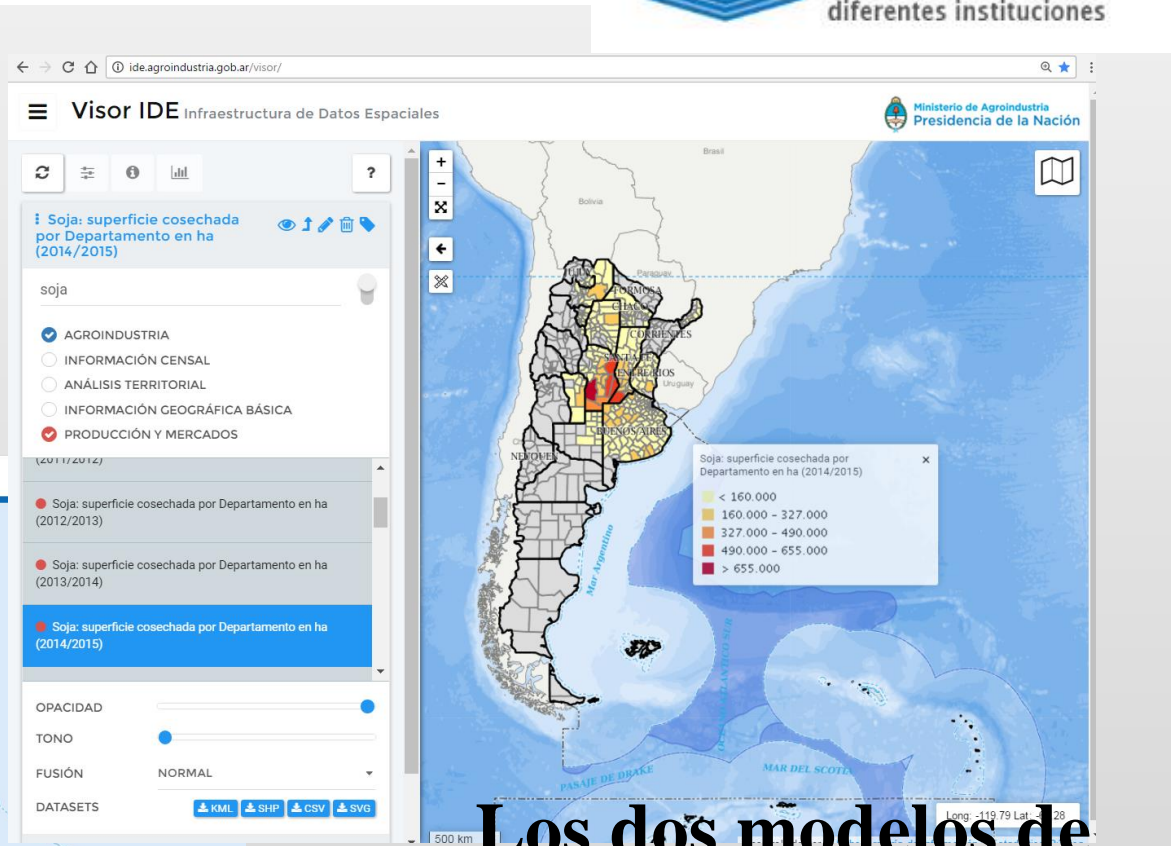 diferentes instituciones
ide.agroindustria.gob.ar/visor/
Visor IDE Infraestructura de Datos Espaciales
Ministerio de Agroindustria
Presidencia de la Nación
?
Soja: superficie cosechada
por Departamento en ha
(2014/2015)
soja
AGROINDUSTRIA
INFORMACIÓN CENSAL
ANÁLISIS TERRITORIAL
INFORMACIÓN GEOGRÁFICA BÁSICA
PRODUCCIÓN Y MERCADOS
(2011/2012)
Soja: superficie cosechada por Departamento en ha
(2012/2013)
Soja: superficie cosechada por Departamento en ha
(2013/2014)
Soja: superficie cosechada por Departamento en ha
(2014/2015)
OPACIDAD
TONO
FUSIÓN NORMAL
DATASETS KML SHP CSV SVG
+
−
Brasil
Bolivia
Paraguay
FORMOSA
CHACO
CORRIENTES
SANTA FE
ENTRE RIOS
Uruguay
BUENOS AIRES
NEUQUEN
Mar Argentino
Soja: superficie cosechada por
Departamento en ha (2014/2015)
x
< 160.000
160.000 - 327.000
327.000 - 490.000
490.000 - 655.000
> 655.000
PASAJE DE DRAKE
MAR DEL SCOTIA
Long: -119.79 Lat:
500 km
Los dos modelos de